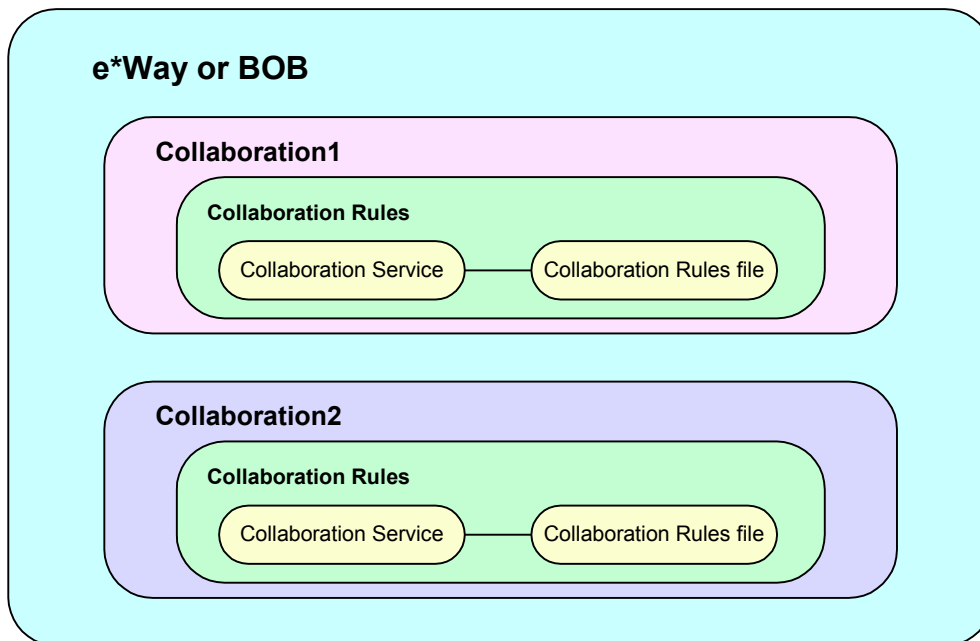 e*Way or BOB
Collaboration1
Collaboration Rules
Collaboration Service
Collaboration Rules file
Collaboration2
Collaboration Rules
Collaboration Service
Collaboration Rules file